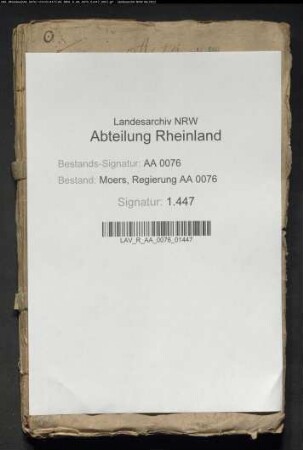 Landesarchiv NRW
Abteilung Rheinland
Bestands-Signatur: AA 0076
Bestand: Moers, Regierung AA 0076
Signatur: 1.447
LAV_R_AA_0076_01447